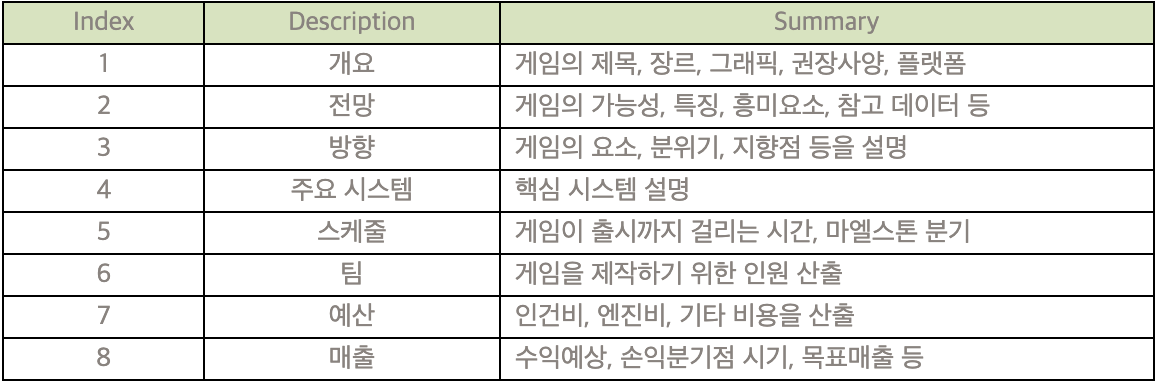 Index Description Summary
1 개요 게임의 제목, 장르, 그래픽, 권장사양, 플랫폼
2 전망 게임의 가능성, 특징, 흥미요소, 참고 데이터 등
3 방향 게임의 요소, 분위기, 지향점 등을 설명
4 주요 시스템 핵심 시스템 설명
5 스케줄 게임이 출시까지 걸리는 시간, 마엘스톤 분기
6 팀 게임을 제작하기 위한 인원 산출
7 예산 인건비, 엔진비, 기타 비용을 산출
8 매출 수익예상, 손익분기점 시기, 목표매출 등